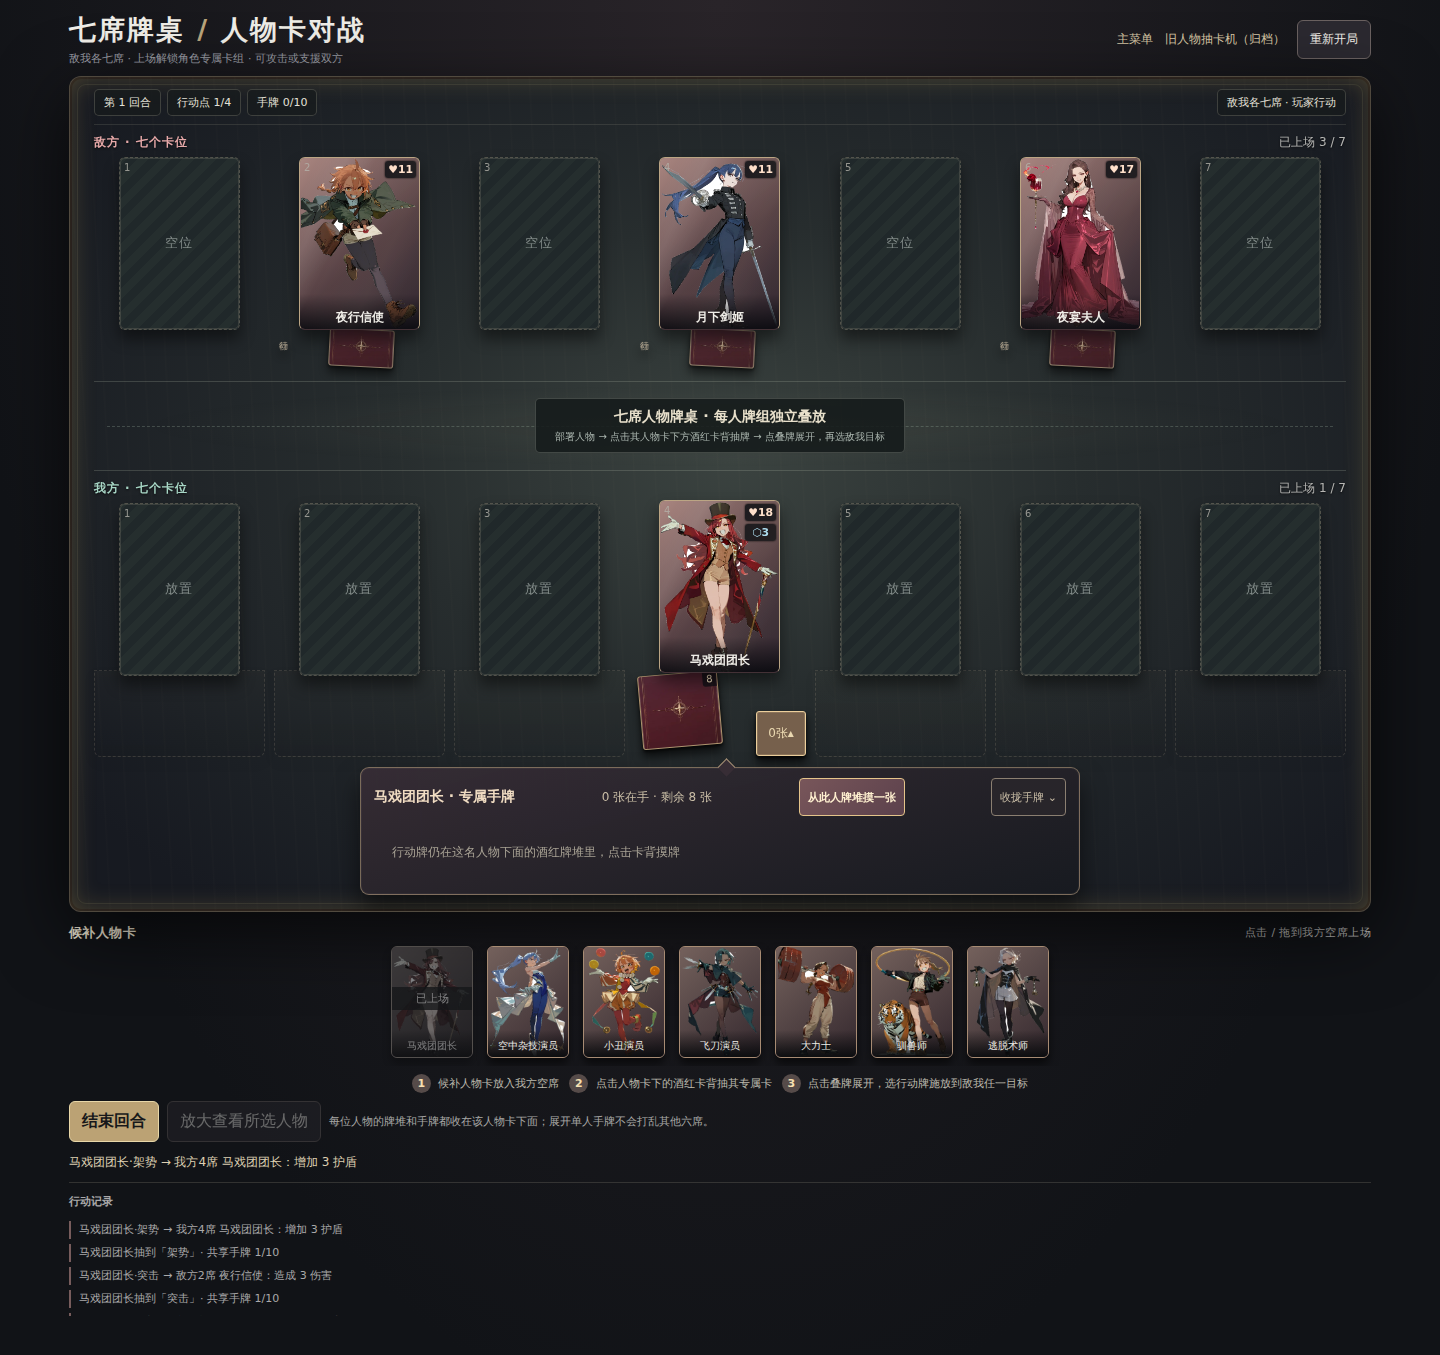 七席牌桌 / 人物卡对战
敌我各七席 · 上场解锁角色专属卡组 · 可攻击或支援双方
主菜单 旧人物抽卡机（归档） 重新开局
第 1 回合 行动点 1/4 手牌 0/10 敌我各七席 · 玩家行动
敌方 · 七个卡位 已上场 3 / 7
1 空位
2 ♥11 夜行信使
3 空位
4 ♥11 月下剑姬
5 空位
6 ♥17 夜宴夫人
7 空位
七席人物牌桌 · 每人牌组独立叠放
部署人物 → 点击其人物卡下方酒红卡背抽牌 → 点叠牌展开，再选敌我目标
我方 · 七个卡位 已上场 1 / 7
1 放置
2 放置
3 放置
4 ♥18 ⬡3 马戏团团长
5 放置
6 放置
7 放置
8
0张▴
马戏团团长 · 专属手牌 0 张在手 · 剩余 8 张 从此人牌堆摸一张 收拢手牌 ⌄
行动牌仍在这名人物下面的酒红牌堆里，点击卡背摸牌
候补人物卡 点击 / 拖到我方空席上场
已上场
马戏团团长 空中杂技演员 小丑演员 飞刀演员 大力士 驯兽师 逃脱术师
1 候补人物卡放入我方空席 2 点击人物卡下的酒红卡背抽其专属卡 3 点击叠牌展开，选行动牌施放到敌我任一目标
结束回合 放大查看所选人物 每位人物的牌堆和手牌都收在该人物卡下面；展开单人手牌不会打乱其他六席。
马戏团团长·架势 → 我方4席 马戏团团长：增加 3 护盾
行动记录
马戏团团长·架势 → 我方4席 马戏团团长：增加 3 护盾
马戏团团长抽到「架势」· 共享手牌 1/10
马戏团团长·突击 → 敌方2席 夜行信使：造成 3 伤害
马戏团团长抽到「突击」· 共享手牌 1/10